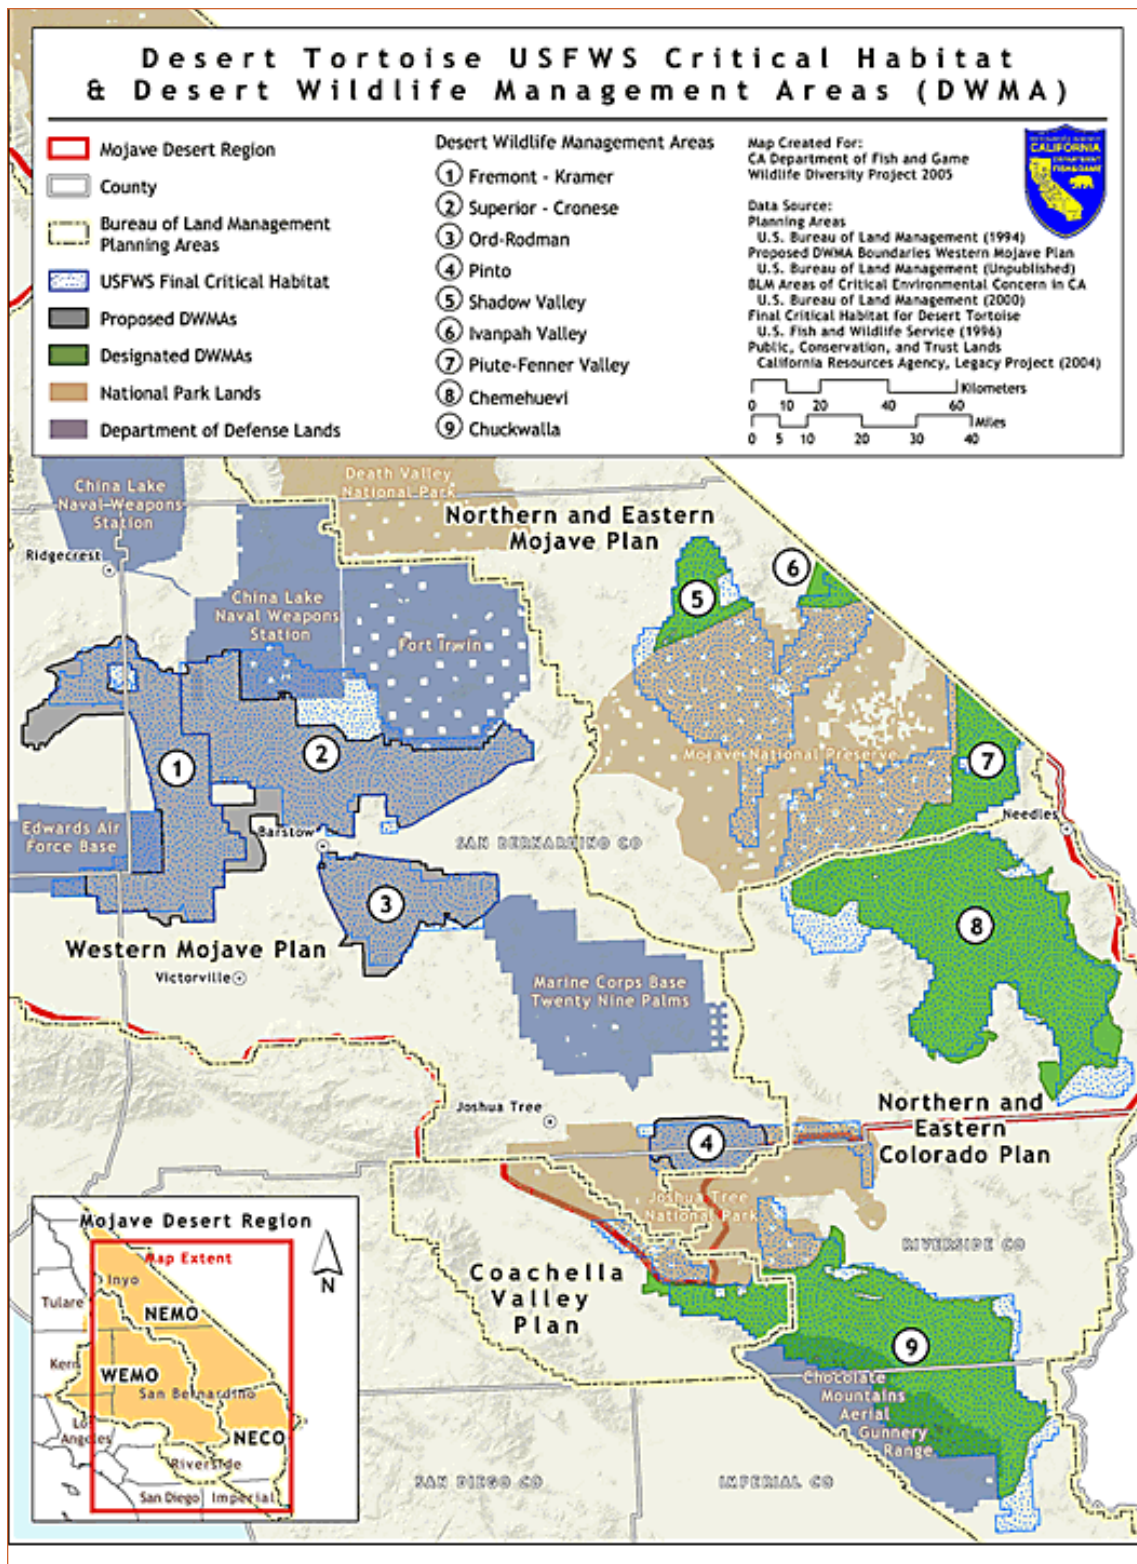 Desert Tortoise USFWS Critical Habitat
& Desert Wildlife Management Areas (DWMA)
Mojave Desert Region
County
Bureau of Land Management
Planning Areas
USFWS Final Critical Habitat
Proposed DWMAs
Designated DWMAs
National Park Lands
Department of Defense Lands
Desert Wildlife Management Areas
1 Fremont - Kramer
2 Superior - Cronese
3 Ord-Rodman
4 Pinto
5 Shadow Valley
6 Ivanpah Valley
7 Piute-Fenner Valley
8 Chemehuevi
9 Chuckwalla
Map Created For:
CA Department of Fish and Game
Wildlife Diversity Project 2005
Data Source:
Planning Areas
U.S. Bureau of Land Management (1994)
Proposed DWMA Boundaries Western Mojave Plan
U.S. Bureau of Land Management (Unpublished)
BLM Areas of Critical Environmental Concern in CA
U.S. Bureau of Land Management (2000)
Final Critical Habitat for Desert Tortoise
U.S. Fish and Wildlife Service (1996)
Public, Conservation, and Trust Lands
California Resources Agency, Legacy Project (2004)
Kilometers
0 10 20 40 60
Miles
0 5 10 20 30 40
CALIFORNIA
DEPARTMENT
FISH & GAME
China Lake
Naval Weapons
Station
Death Valley
National Park
Northern and Eastern
Mojave Plan
Ridgecrest
China Lake
Naval Weapons
Station
Fort Irwin
5
6
1
2
Mojave National Preserve
7
Needles
Edwards Air
Force Base
Barstow
SAN BERNARDINO CO
3
8
Western Mojave Plan
Victorville
Marine Corps Base
Twenty Nine Palms
Joshua Tree
4
Northern and
Eastern
Colorado Plan
Joshua Tree
National Park
RIVERSIDE CO
Coachella
Valley
Plan
9
Chocolate
Mountains
Aerial
Gunnery
Range
SAN DIEGO CO
IMPERIAL CO
Mojave Desert Region
Map Extent
N
Inyo
Tulare
NEMO
Kern
WEMO
San Bernardino
Los
Angeles
NECO
Riverside
San Diego
Imperial